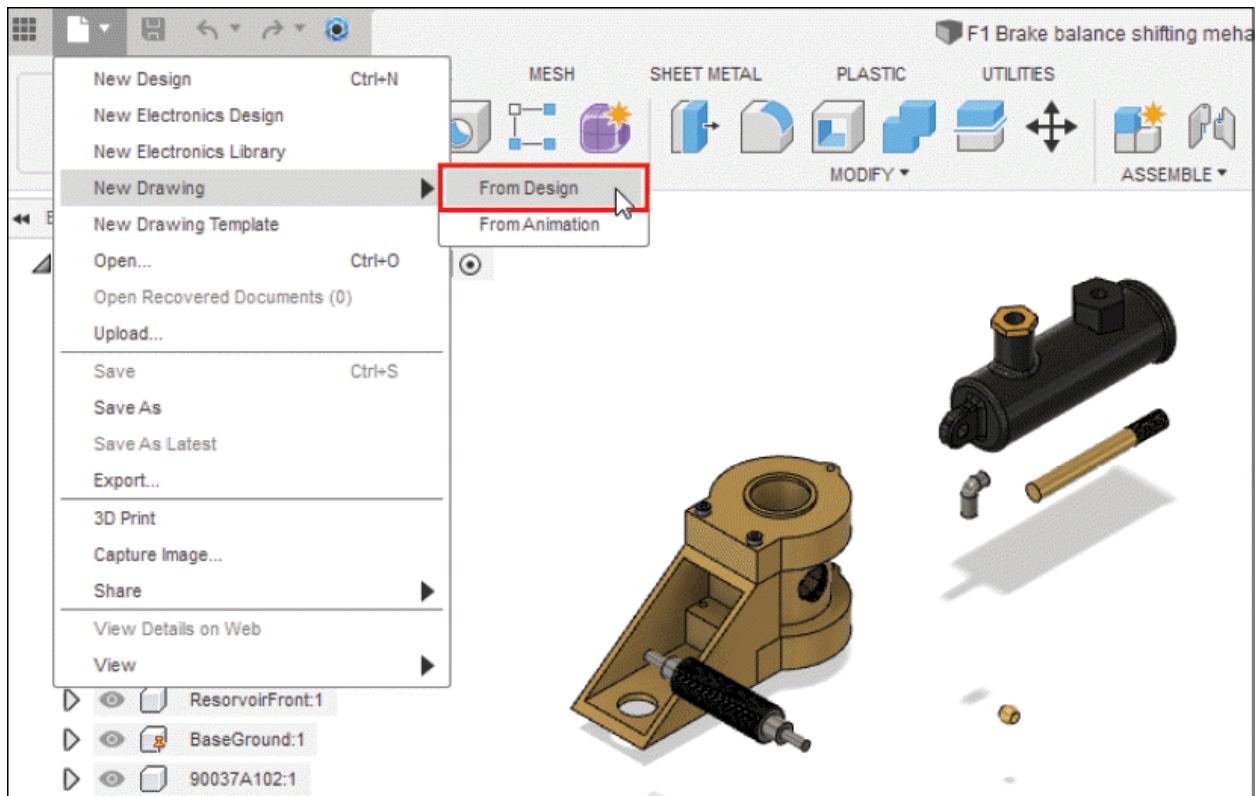 F1 Brake balance shifting meha
New Design Ctrl+N
New Electronics Design
New Electronics Library
New Drawing
New Drawing Template
Open... Ctrl+O
Open Recovered Documents (0)
Upload...
Save Ctrl+S
Save As
Save As Latest
Export...
3D Print
Capture Image...
Share
View Details on Web
View
From Design
From Animation
MESH SHEET METAL PLASTIC UTILITIES
MODIFY ASSEMBLE
ResorvoirFront:1
BaseGround:1
90037A102:1